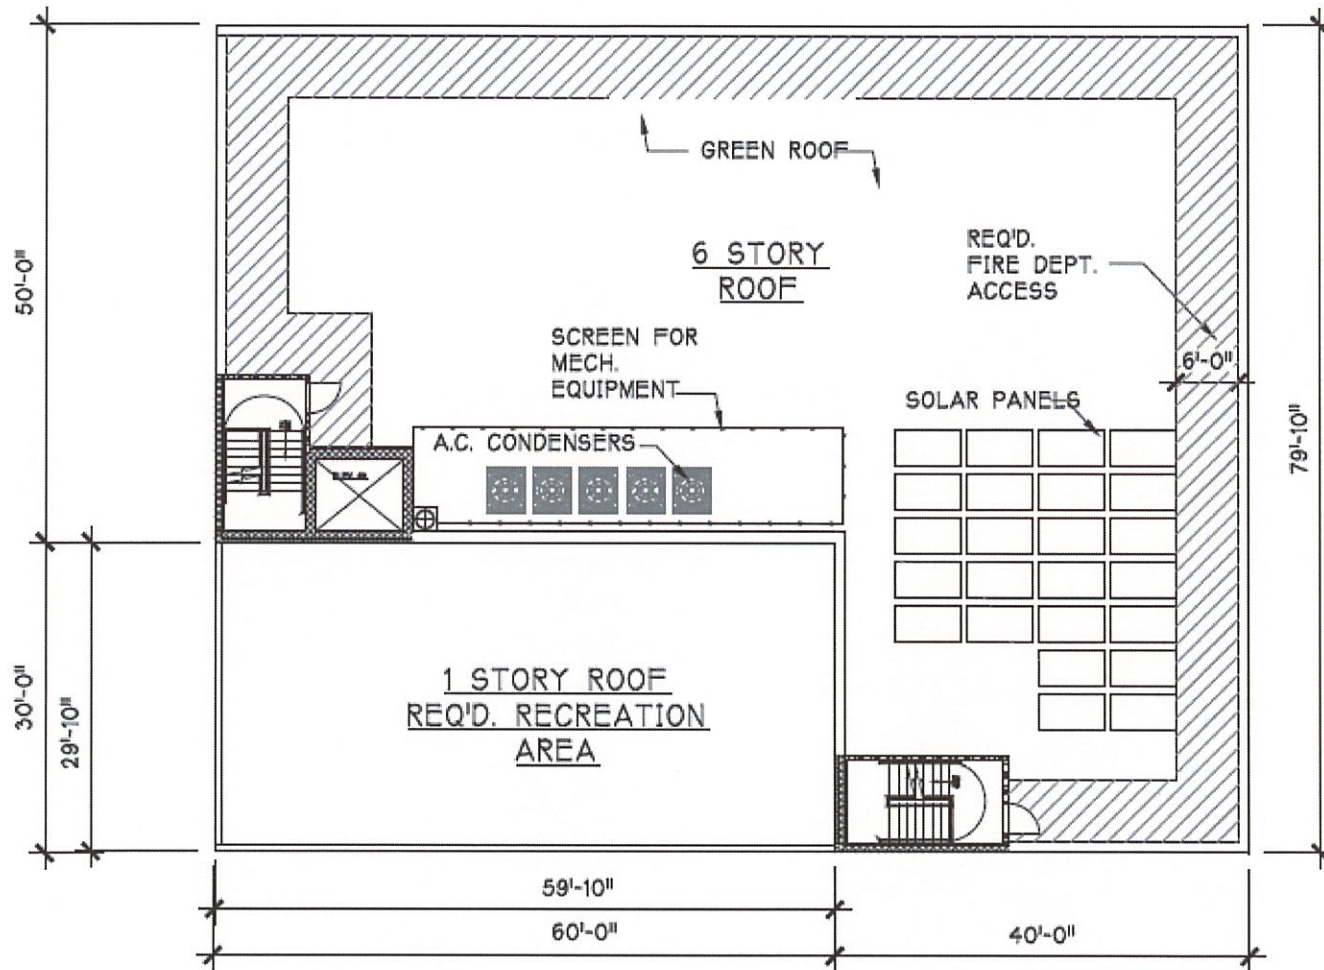 GREEN ROOF
6 STORY
ROOF
REQ'D.
FIRE DEPT.
ACCESS
6'-0"
SCREEN FOR
MECH.
EQUIPMENT
SOLAR PANELS
A.C. CONDENSERS
50'-0"
79'-10"
30'-0"
29'-10"
1 STORY ROOF
REQ'D. RECREATION
AREA
59'-10"
60'-0"
40'-0"